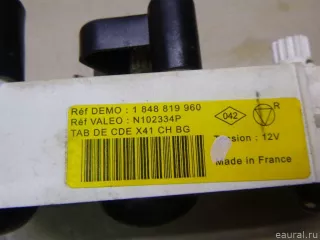 Réf DEMO : 1 848 819 960
Réf VALEO : N102334P
TAB DE CDE X41 CH BG
042
R
Tension : 12V
Made in France
© eaural.ru